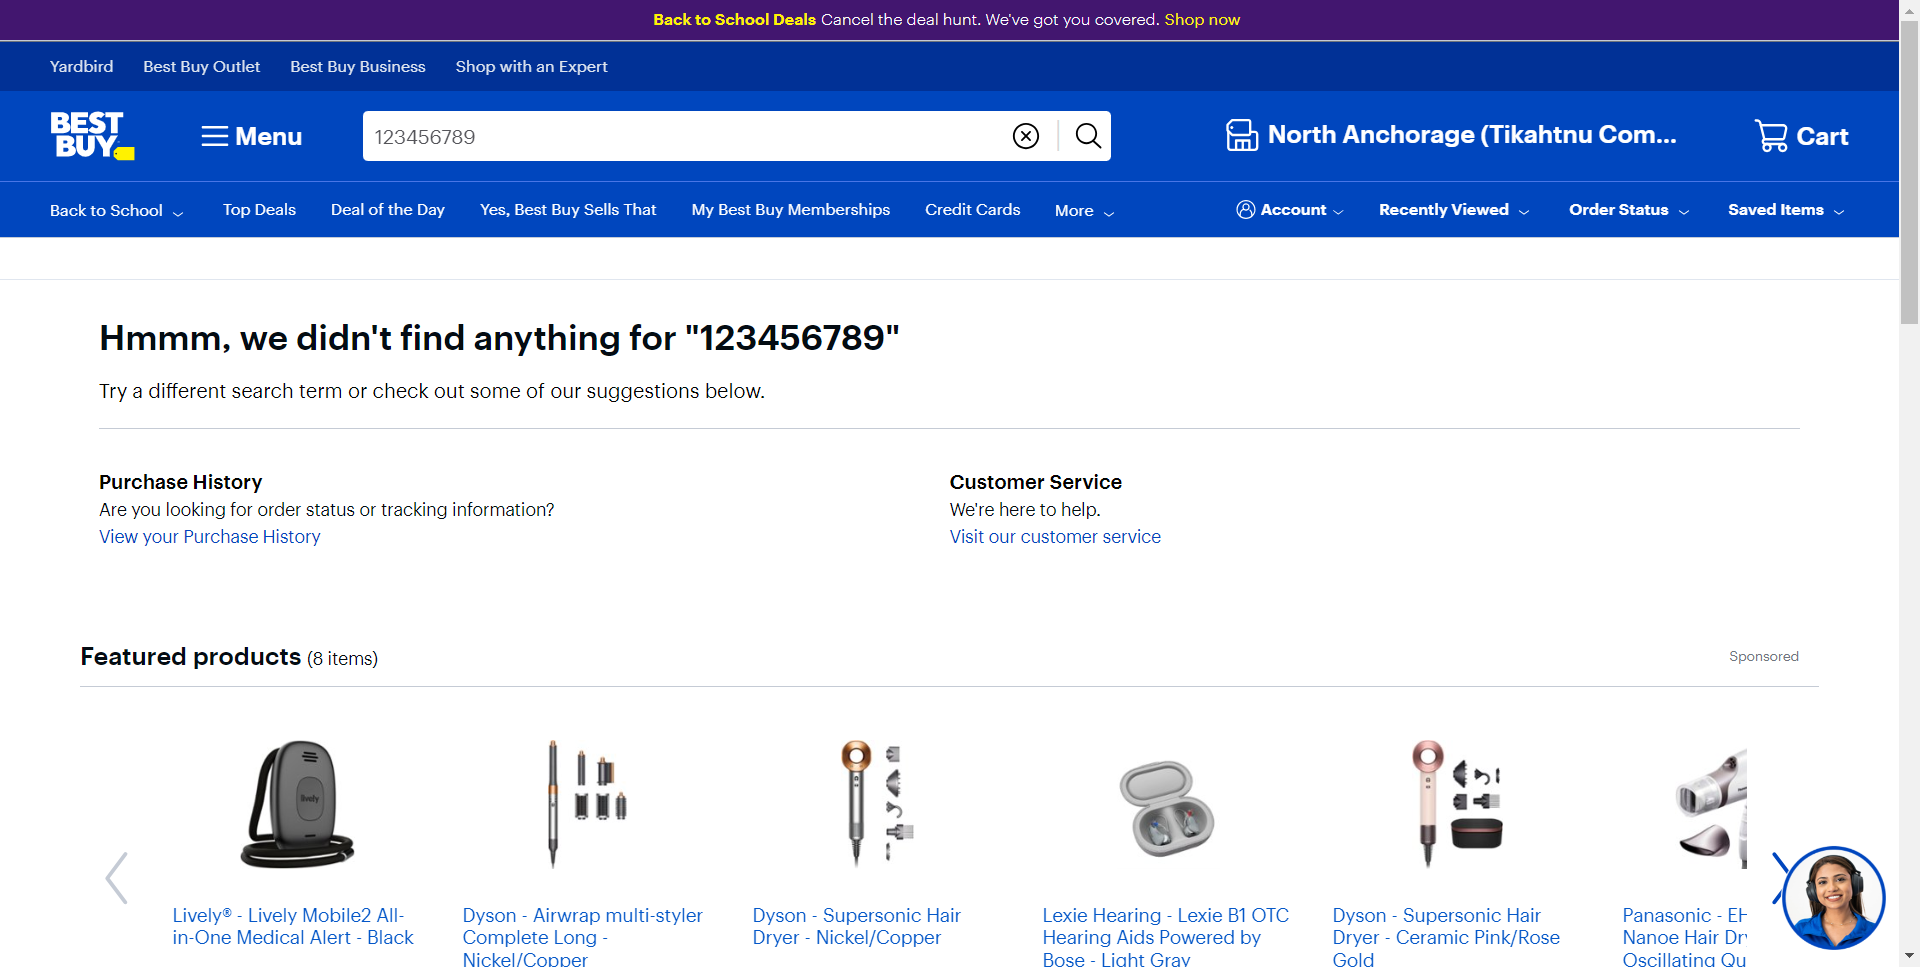 Back to School Deals Cancel the deal hunt. We've got you covered. Shop now
Yardbird Best Buy Outlet Best Buy Business Shop with an Expert
BEST
BUY
Menu
123456789
North Anchorage (Tikahtnu Com...
Cart
Back to School Top Deals Deal of the Day Yes, Best Buy Sells That My Best Buy Memberships Credit Cards More Account Recently Viewed Order Status Saved Items
Hmmm, we didn't find anything for "123456789"
Try a different search term or check out some of our suggestions below.
Purchase History
Are you looking for order status or tracking information?
View your Purchase History
Customer Service
We're here to help.
Visit our customer service
Featured products (8 items)
Sponsored
lively
Lively® - Lively Mobile2 All-
in-One Medical Alert - Black
Dyson - Airwrap multi-styler
Complete Long -
Nickel/Copper
Dyson - Supersonic Hair
Dryer - Nickel/Copper
Lexie Hearing - Lexie B1 OTC
Hearing Aids Powered by
Bose - Light Gray
Dyson - Supersonic Hair
Dryer - Ceramic Pink/Rose
Gold
Panasonic - EH
Nanoe Hair Dry
Oscillating Qu